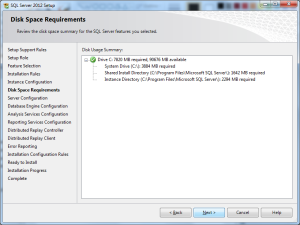 SQL Server 2012 Setup
Disk Space Requirements
Review the disk space summary for the SQL Server features you selected.
Setup Support Rules
Setup Role
Feature Selection
Installation Rules
Instance Configuration
Disk Space Requirements
Server Configuration
Database Engine Configuration
Analysis Services Configuration
Reporting Services Configuration
Distributed Replay Controller
Distributed Replay Client
Error Reporting
Installation Configuration Rules
Ready to Install
Installation Progress
Complete
Disk Usage Summary:
Drive C: 7820 MB required, 90676 MB available
System Drive (C:\): 3884 MB required
Shared Install Directory (C:\Program Files\Microsoft SQL Server\): 1642 MB required
Instance Directory (C:\Program Files\Microsoft SQL Server\): 2294 MB required
< Back
Next >
Cancel
Help